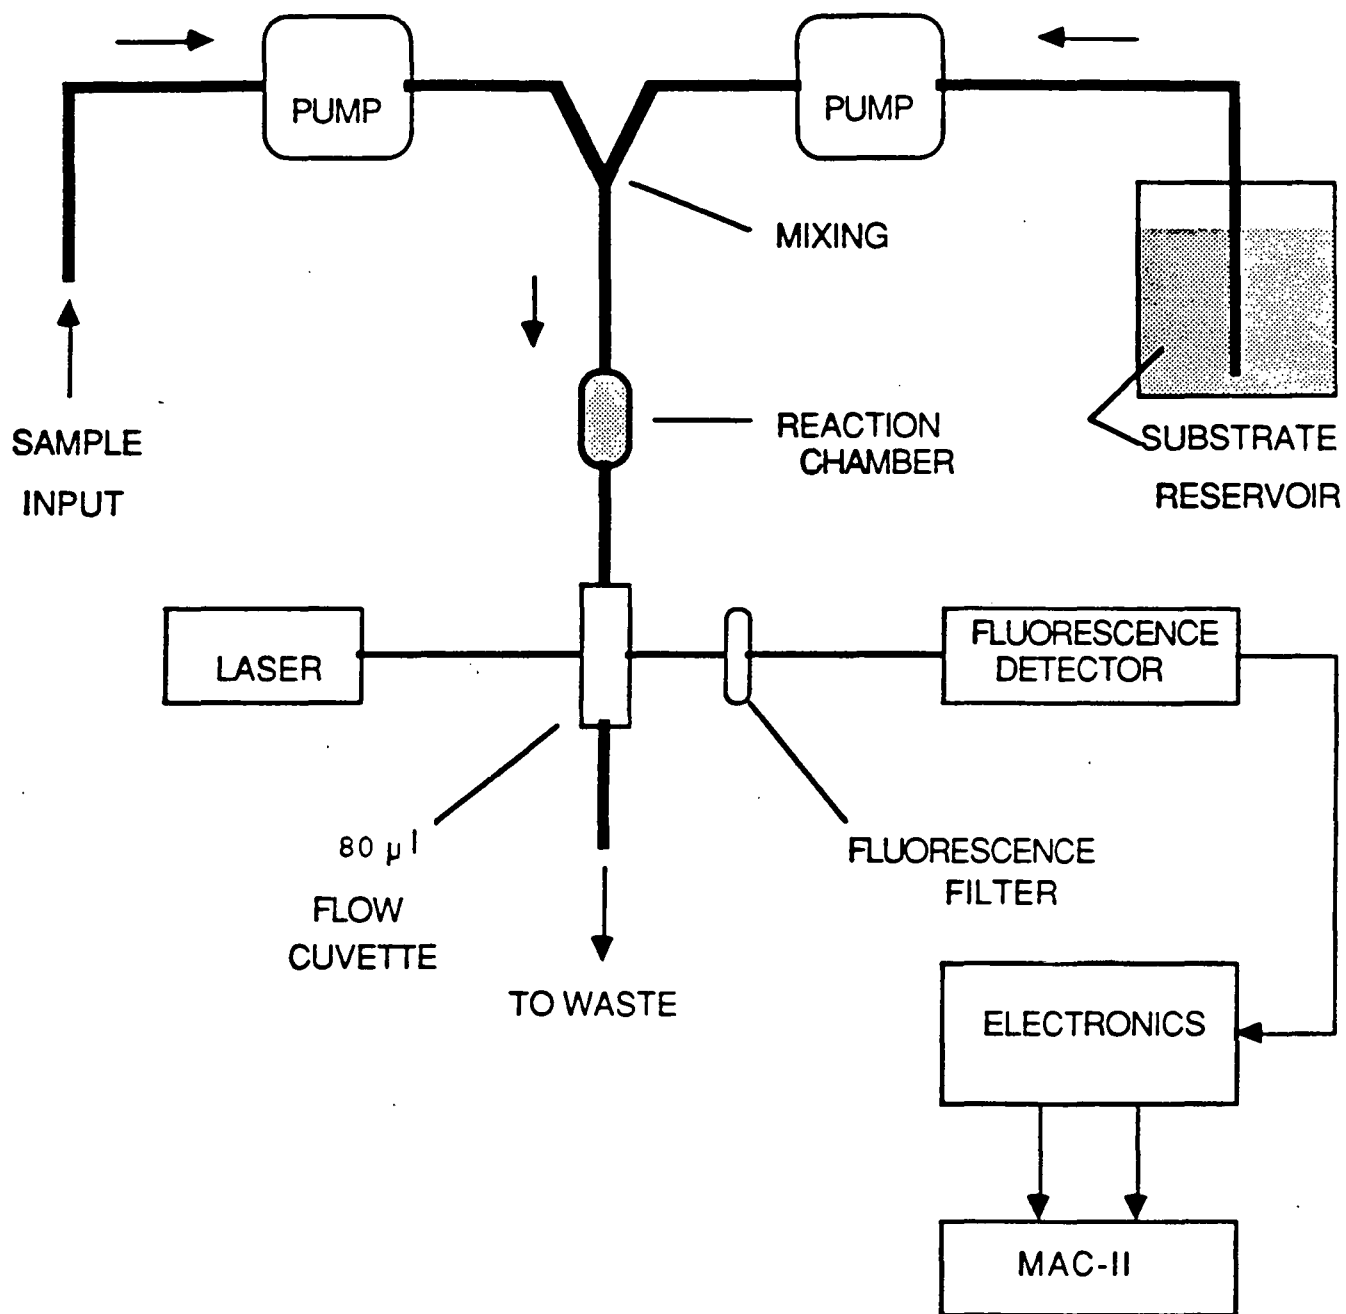 PUMP
PUMP
MIXING
SAMPLE
INPUT
REACTION
CHAMBER
SUBSTRATE
RESERVOIR
LASER
FLUORESCENCE
DETECTOR
80 µl
FLOW
CUVETTE
FLUORESCENCE
FILTER
TO WASTE
ELECTRONICS
MAC-II